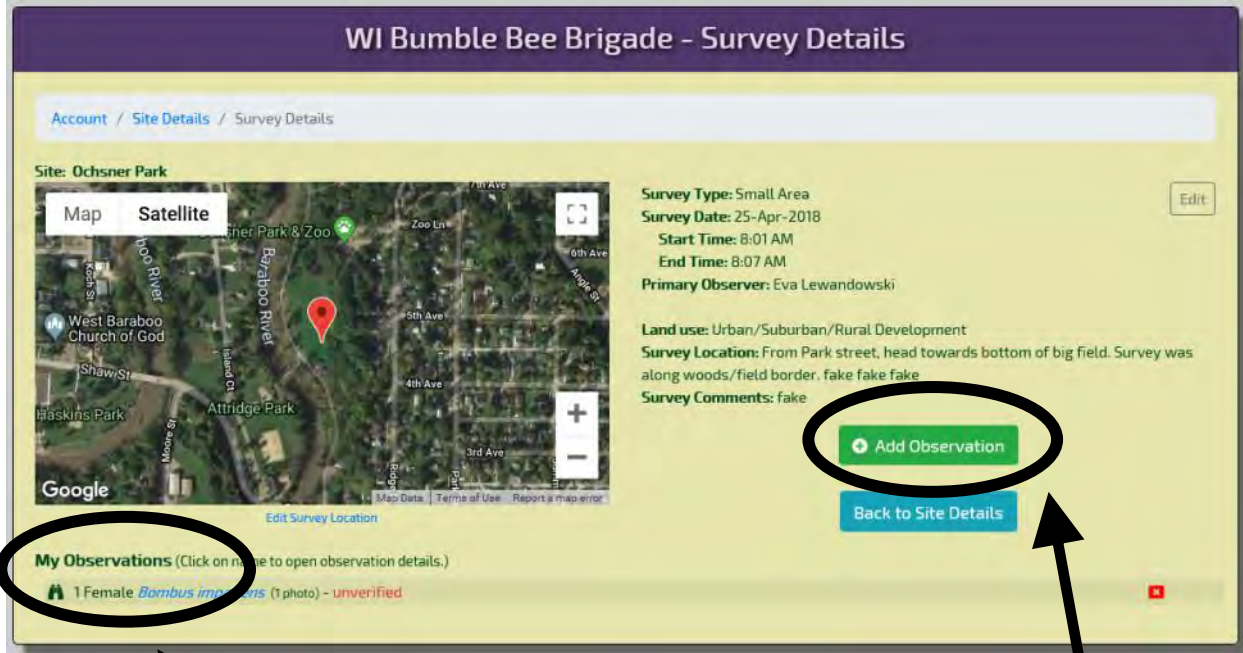 WI Bumble Bee Brigade - Survey Details
Account / Site Details / Survey Details
Site: Ochsner Park
Map Satellite
7th Ave
Park & Zoo
Zoo Ln
6th Ave
Angle St
Koch St
Baraboo River
West Baraboo
Church of God
5th Ave
Island Ct
Shaw St
4th Ave
Haskins Park
Attridge Park
Moore St
3rd Ave
Google
Map Data Terms of Use Report a map error
Edit Survey Location
Survey Type: Small Area
Edit
Survey Date: 25-Apr-2018
Start Time: 8:01 AM
End Time: 8:07 AM
Primary Observer: Eva Lewandowski
Land use: Urban/Suburban/Rural Development
Survey Location: From Park street, head towards bottom of big field. Survey was
along woods/field border. fake fake fake
Survey Comments: fake
Add Observation
Back to Site Details
My Observations (Click on name to open observation details.)
1 Female Bombus impatiens (1 photo) - unverified